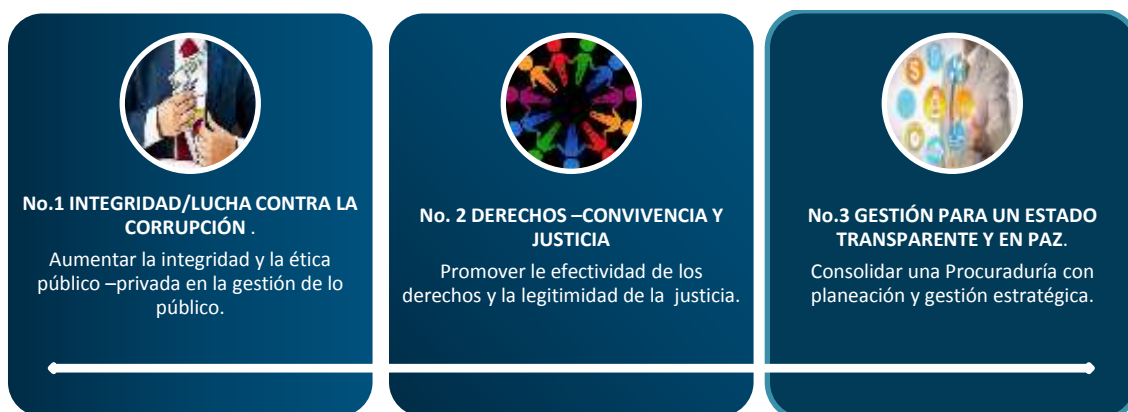 No.1 INTEGRIDAD/LUCHA CONTRA LA
CORRUPCIÓN .
Aumentar la integridad y la ética
público –privada en la gestión de lo
público.
No. 2 DERECHOS –CONVIVENCIA Y
JUSTICIA
Promover le efectividad de los
derechos y la legitimidad de la justicia.
No.3 GESTIÓN PARA UN ESTADO
TRANSPARENTE Y EN PAZ.
Consolidar una Procuraduría con
planeación y gestión estratégica.